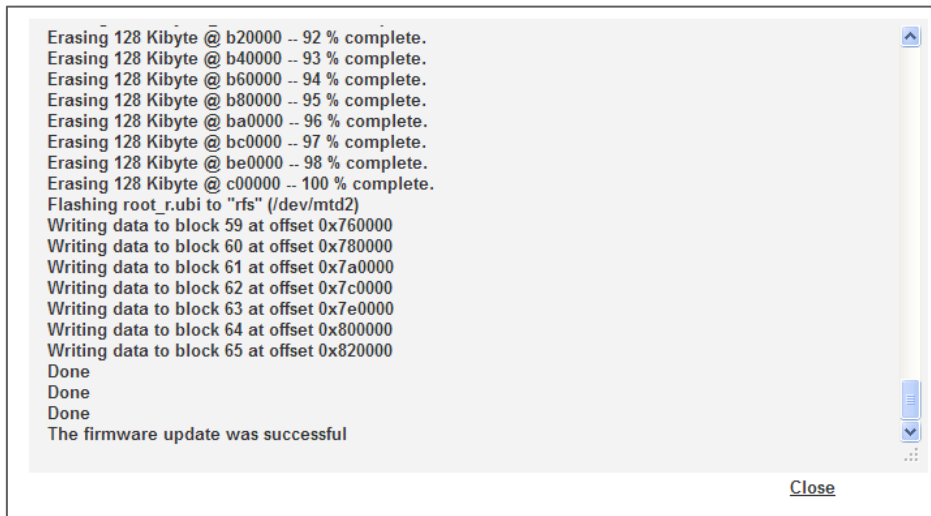 Erasing 128 Kibyte @ b20000 -- 92 % complete.
Erasing 128 Kibyte @ b40000 -- 93 % complete.
Erasing 128 Kibyte @ b60000 -- 94 % complete.
Erasing 128 Kibyte @ b80000 -- 95 % complete.
Erasing 128 Kibyte @ ba0000 -- 96 % complete.
Erasing 128 Kibyte @ bc0000 -- 97 % complete.
Erasing 128 Kibyte @ be0000 -- 98 % complete.
Erasing 128 Kibyte @ c00000 -- 100 % complete.
Flashing root_r.ubi to "rfs" (/dev/mtd2)
Writing data to block 59 at offset 0x760000
Writing data to block 60 at offset 0x780000
Writing data to block 61 at offset 0x7a0000
Writing data to block 62 at offset 0x7c0000
Writing data to block 63 at offset 0x7e0000
Writing data to block 64 at offset 0x800000
Writing data to block 65 at offset 0x820000
Done
Done
Done
The firmware update was successful
Close